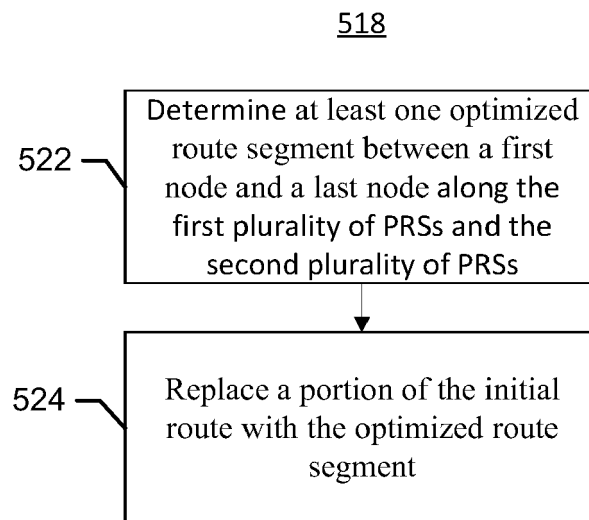 518
Determine at least one optimized
route segment between a first
node and a last node along the
first plurality of PRSs and the
second plurality of PRSs
522
Replace a portion of the initial
route with the optimized route
segment
524